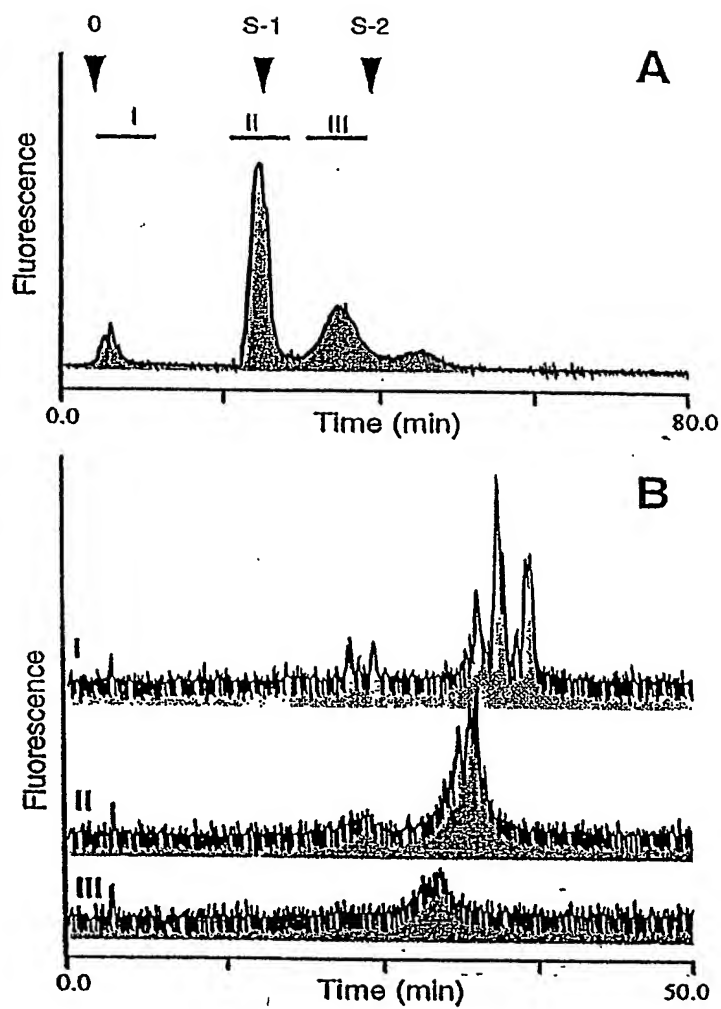 0 S-1 S-2
A
I II III
Fluorescence
0.0 Time (min) 80.0
B
I
II
III
Fluorescence
0.0 Time (min) 50.0